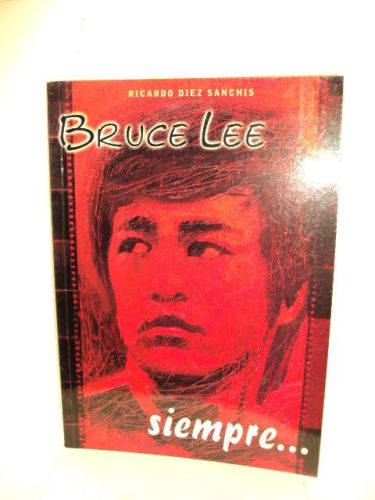 RICARDO DIEZ SANCHIS
BRUCE LEE
siempre...